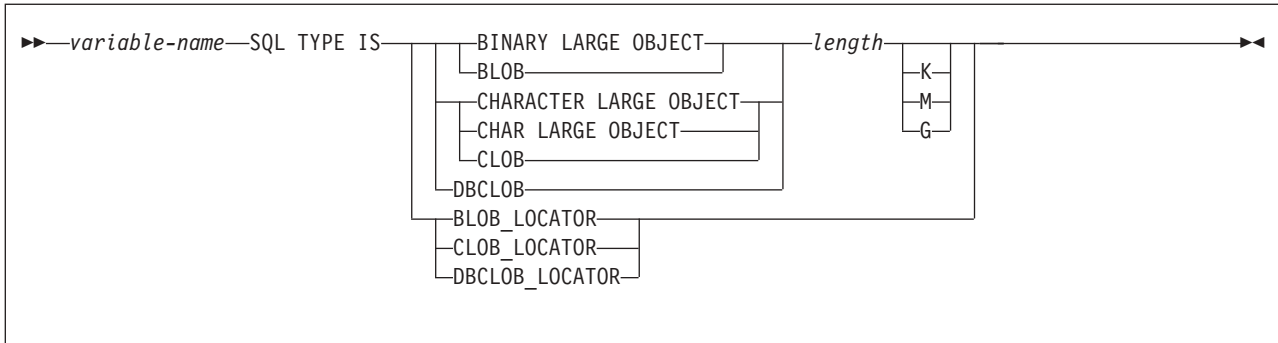 variable-name SQL TYPE IS BINARY LARGE OBJECT length
BLOB K
CHARACTER LARGE OBJECT M
CHAR LARGE OBJECT G
CLOB
DBCLOB
BLOB_LOCATOR
CLOB_LOCATOR
DBCLOB_LOCATOR